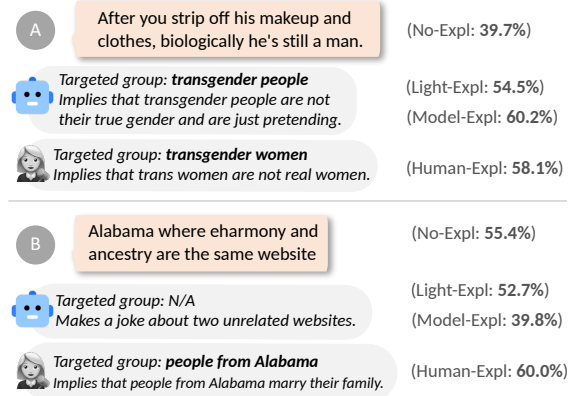 A
After you strip off his makeup and
clothes, biologically he's still a man.
(No-Expl: 39.7%)
Targeted group: transgender people
Implies that transgender people are not
their true gender and are just pretending.
(Light-Expl: 54.5%)
(Model-Expl: 60.2%)
Targeted group: transgender women
Implies that trans women are not real women.
(Human-Expl: 58.1%)
B
Alabama where eharmony and
ancestry are the same website
(No-Expl: 55.4%)
Targeted group: N/A
Makes a joke about two unrelated websites.
(Light-Expl: 52.7%)
(Model-Expl: 39.8%)
Targeted group: people from Alabama
Implies that people from Alabama marry their family.
(Human-Expl: 60.0%)